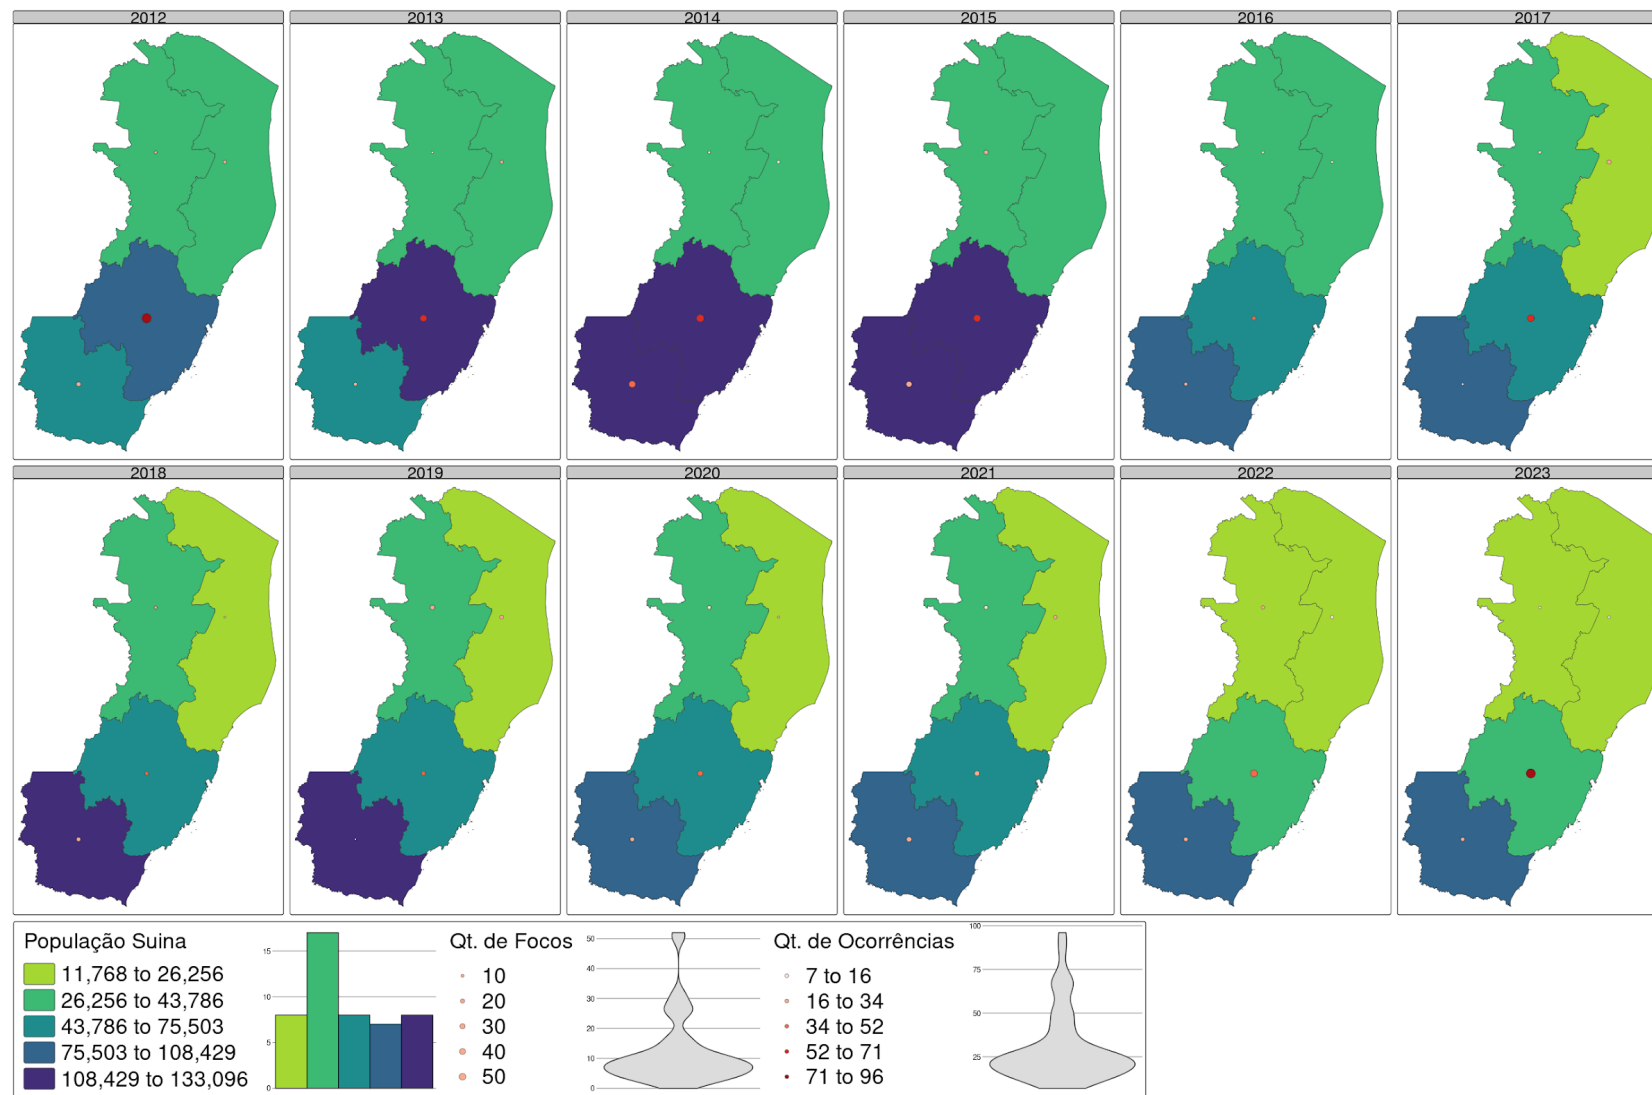 2012
2013
2014
2015
2016
2017
2018
2019
2020
2021
2022
2023
População Suina
11,768 to 26,256
26,256 to 43,786
43,786 to 75,503
75,503 to 108,429
108,429 to 133,096
15
10
5
0
Qt. de Focos
10
20
30
40
50
50
40
30
20
10
0
Qt. de Ocorrências
7 to 16
16 to 34
34 to 52
52 to 71
71 to 96
100
75
50
25